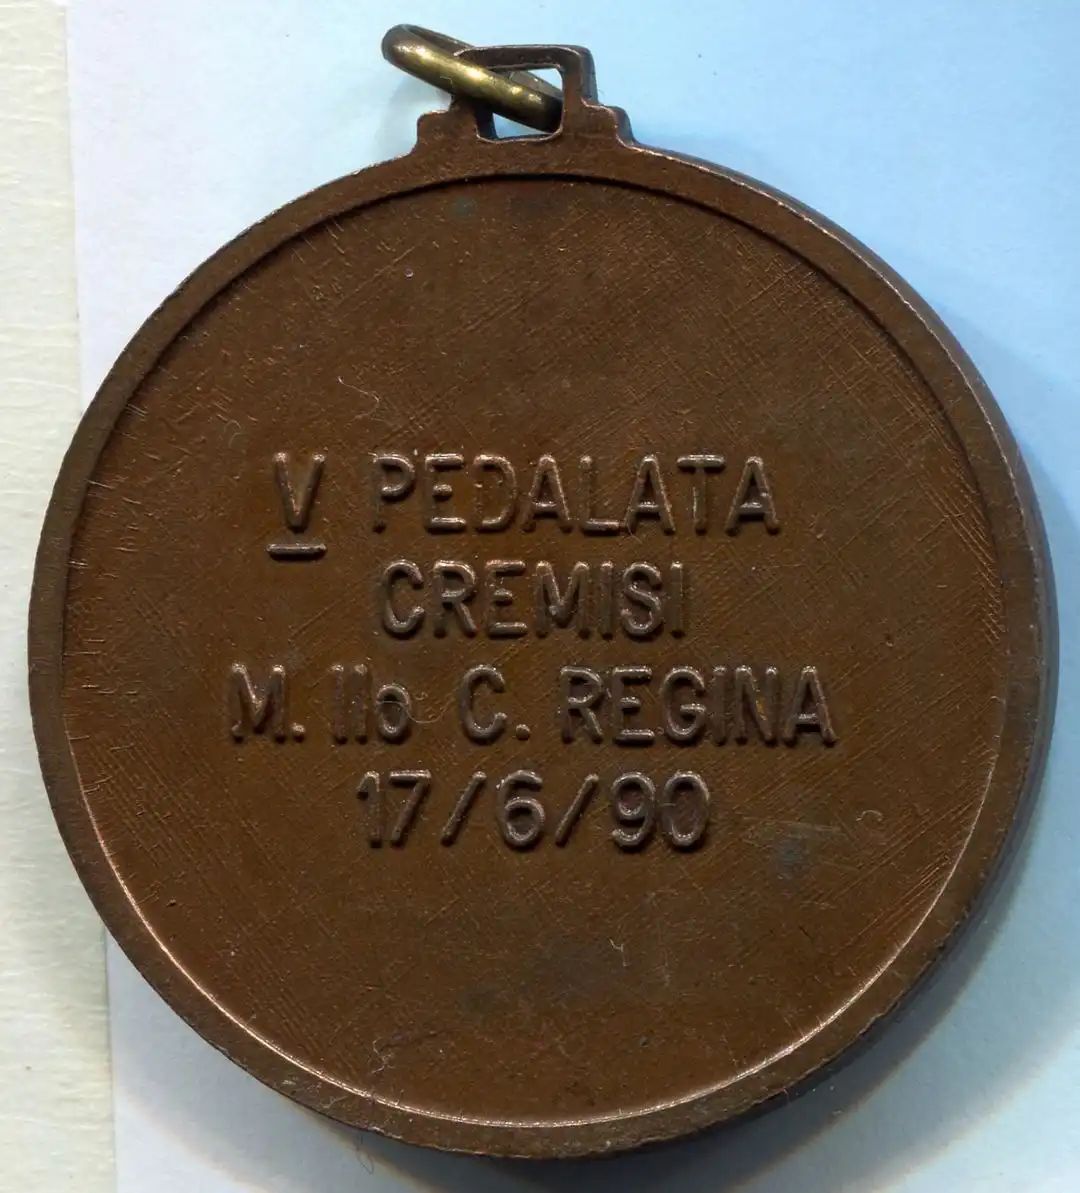 V PEDALATA
CREMISI
M. llo C. REGINA
17/6/90